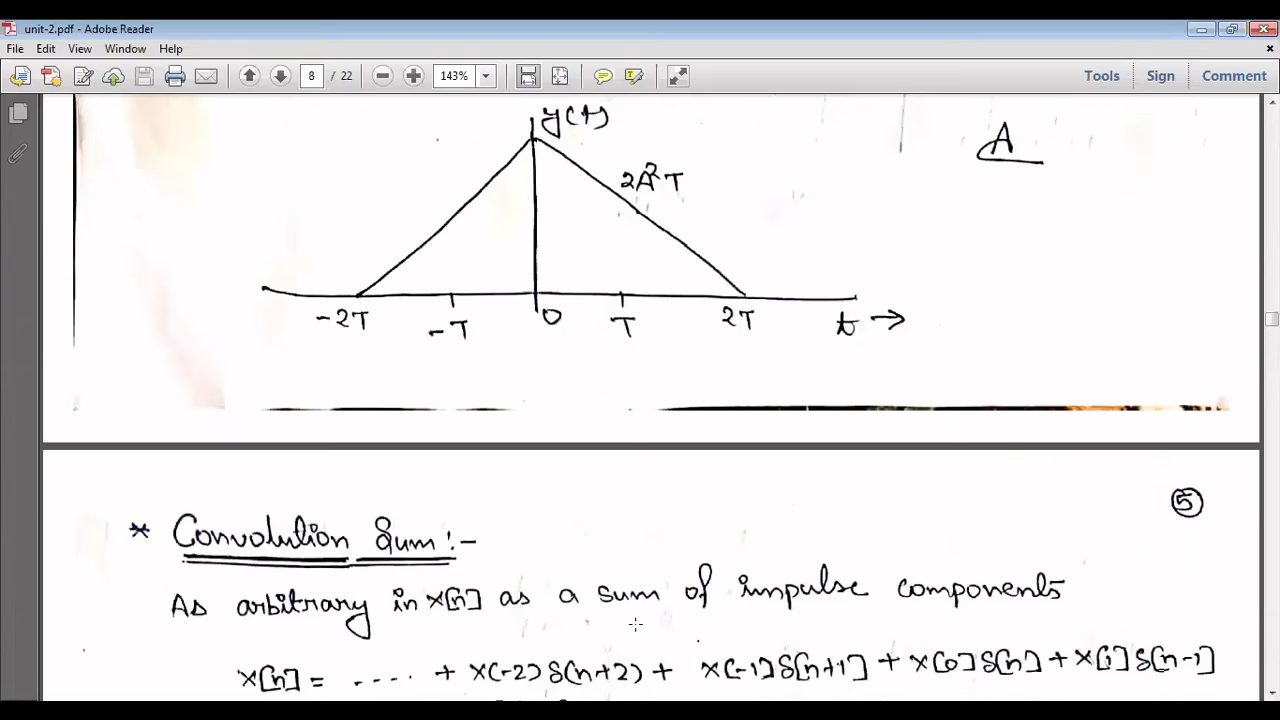 unit-2.pdf - Adobe Reader
File Edit View Window Help
8 / 22 143% Tools Sign Comment
y(t)
A
2A²T
-2T -T 0 T 2T t →
5
* Convolution Sum :-
As arbitrary in x[n] as a sum of impulse components
x[n] = ..... + x(-2) δ(n+2) + x(-1) δ[n+1] + x[0] δ[n] + x[1] δ[n-1]